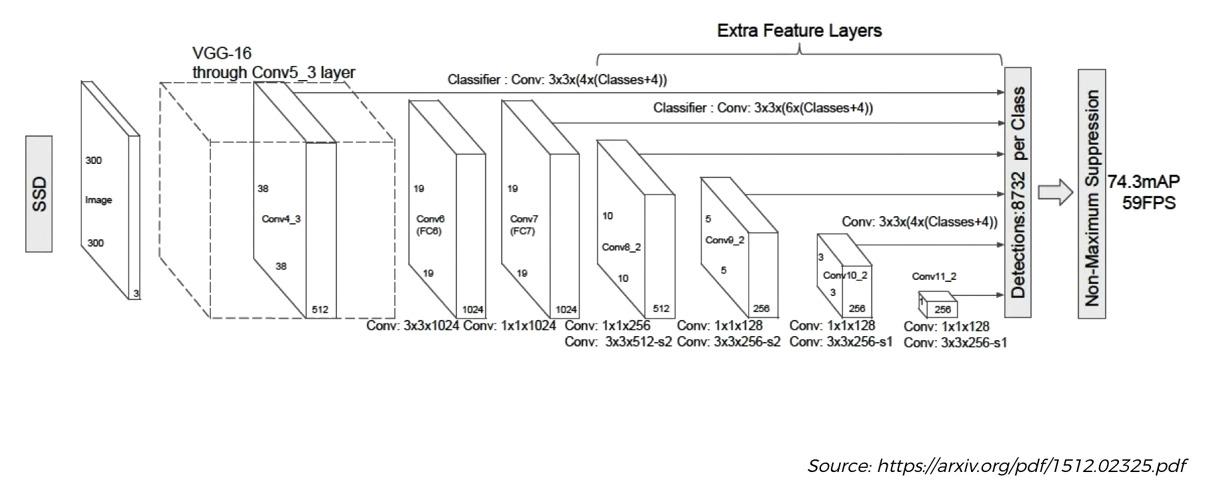 Extra Feature Layers
VGG-16
through Conv5_3 layer
Classifier : Conv: 3x3x(4x(Classes+4))
Classifier : Conv: 3x3x(6x(Classes+4))
SSD
300
Image
300
3
38
Conv4_3
38
512
19
Conv6
(FC6)
19
1024
19
Conv7
(FC7)
19
1024
10
Conv8_2
10
512
5
Conv9_2
5
256
Conv: 3x3x(4x(Classes+4))
3
Conv10_2
3
256
Conv11_2
1
256
Detections:8732 per Class
Non-Maximum Suppression
74.3mAP
59FPS
Conv: 3x3x1024
Conv: 1x1x1024
Conv: 1x1x256
Conv: 3x3x512-s2
Conv: 1x1x128
Conv: 3x3x256-s2
Conv: 1x1x128
Conv: 3x3x256-s1
Conv: 1x1x128
Conv: 3x3x256-s1
Source: https://arxiv.org/pdf/1512.02325.pdf